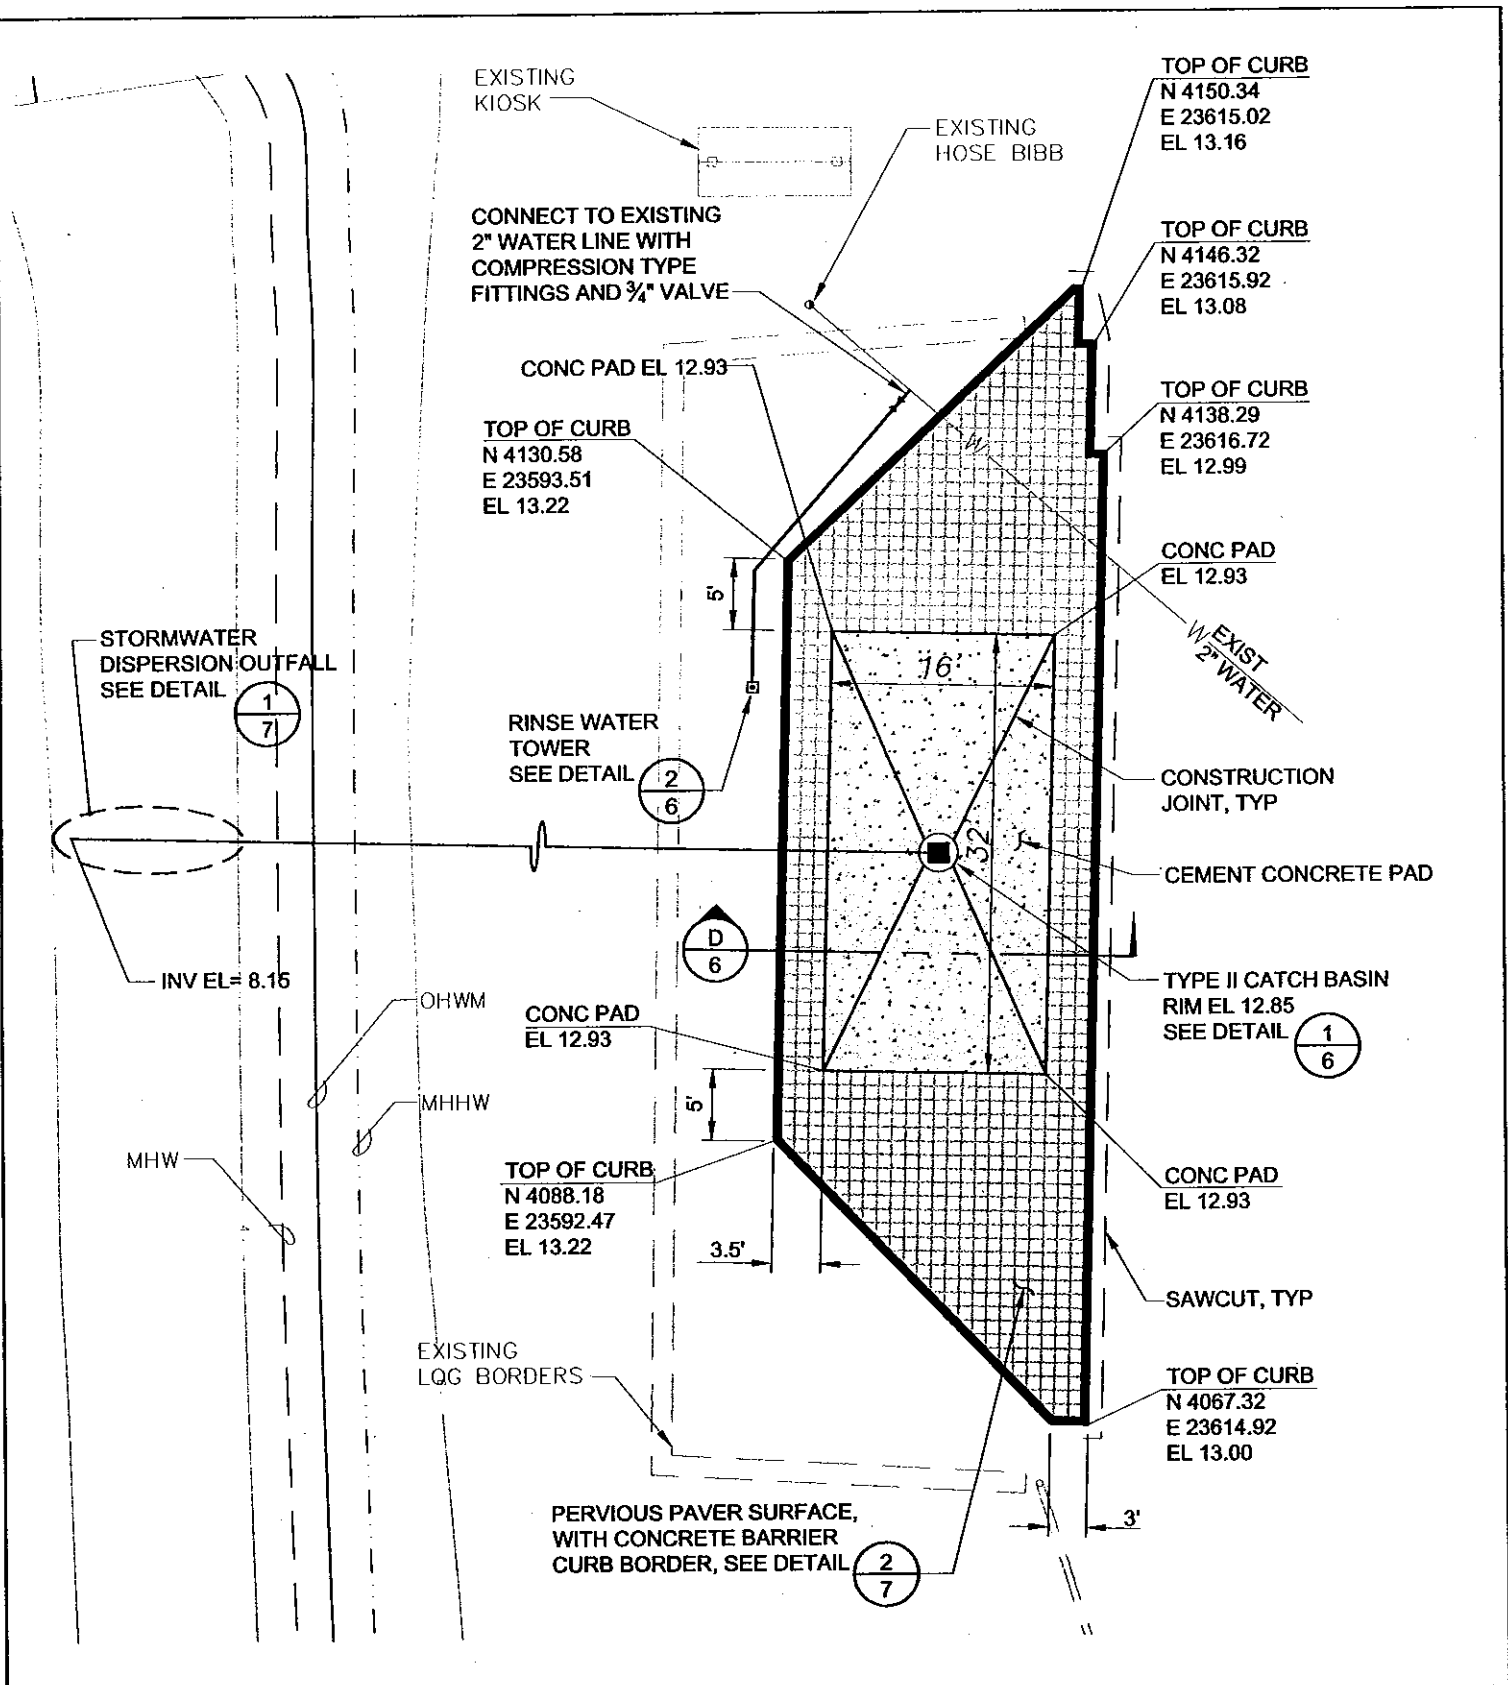 EXISTING
KIOSK
EXISTING
HOSE BIBB
TOP OF CURB
N 4150.34
E 23615.02
EL 13.16
CONNECT TO EXISTING
2" WATER LINE WITH
COMPRESSION TYPE
FITTINGS AND ¾" VALVE
TOP OF CURB
N 4146.32
E 23615.92
EL 13.08
CONC PAD EL 12.93
TOP OF CURB
N 4138.29
E 23616.72
EL 12.99
TOP OF CURB
N 4130.58
E 23593.51
EL 13.22
W
CONC PAD
EL 12.93
5'
W
EXIST
2" WATER
STORMWATER
DISPERSION OUTFALL
SEE DETAIL
1
7
16'
32'
RINSE WATER
TOWER
SEE DETAIL
2
6
CONSTRUCTION
JOINT, TYP
CEMENT CONCRETE PAD
D
6
INV EL= 8.15
OHWM
TYPE II CATCH BASIN
RIM EL 12.85
SEE DETAIL
1
6
CONC PAD
EL 12.93
MHHW
5'
MHW
TOP OF CURB
N 4088.18
E 23592.47
EL 13.22
CONC PAD
EL 12.93
3.5'
SAWCUT, TYP
EXISTING
LOG BORDERS
TOP OF CURB
N 4067.32
E 23614.92
EL 13.00
PERVIOUS PAVER SURFACE,
WITH CONCRETE BARRIER
CURB BORDER, SEE DETAIL
2
7
3'